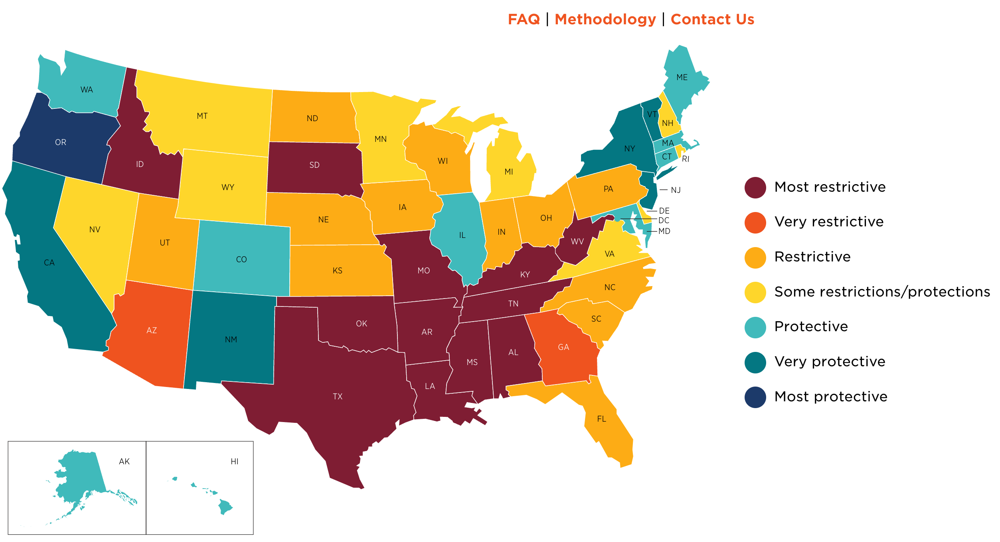 FAQ | Methodology | Contact Us
ME
WA
VT
MT
ND
NH
MN
OR
MA
NY
CT
RI
WI
ID
SD
MI
WY
PA
NJ
IA
DE
OH
DC
NE
NV
IN
MD
IL
UT
WV
VA
CO
CA
KS
MO
KY
NC
TN
SC
OK
AZ
AR
NM
GA
AL
MS
LA
TX
FL
AK
HI
Most restrictive
Very restrictive
Restrictive
Some restrictions/protections
Protective
Very protective
Most protective